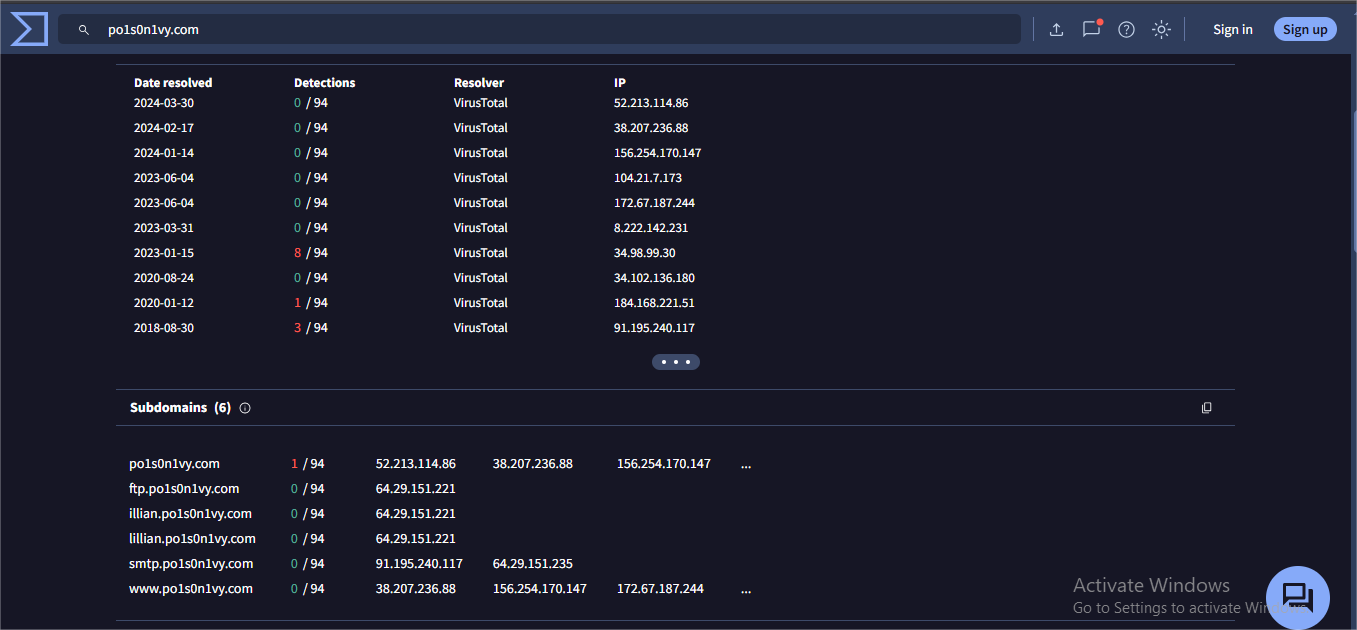 po1s0n1vy.com Sign in Sign up
Date resolved Detections Resolver IP
2024-03-30 0 / 94 VirusTotal 52.213.114.86
2024-02-17 0 / 94 VirusTotal 38.207.236.88
2024-01-14 0 / 94 VirusTotal 156.254.170.147
2023-06-04 0 / 94 VirusTotal 104.21.7.173
2023-06-04 0 / 94 VirusTotal 172.67.187.244
2023-03-31 0 / 94 VirusTotal 8.222.142.231
2023-01-15 8 / 94 VirusTotal 34.98.99.30
2020-08-24 0 / 94 VirusTotal 34.102.136.180
2020-01-12 1 / 94 VirusTotal 184.168.221.51
2018-08-30 3 / 94 VirusTotal 91.195.240.117
Subdomains (6)
po1s0n1vy.com 1 / 94 52.213.114.86 38.207.236.88 156.254.170.147 ...
ftp.po1s0n1vy.com 0 / 94 64.29.151.221
illian.po1s0n1vy.com 0 / 94 64.29.151.221
lillian.po1s0n1vy.com 0 / 94 64.29.151.221
smtp.po1s0n1vy.com 0 / 94 91.195.240.117 64.29.151.235
www.po1s0n1vy.com 0 / 94 38.207.236.88 156.254.170.147 172.67.187.244 ...
Activate Windows
Go to Settings to activate Windows.